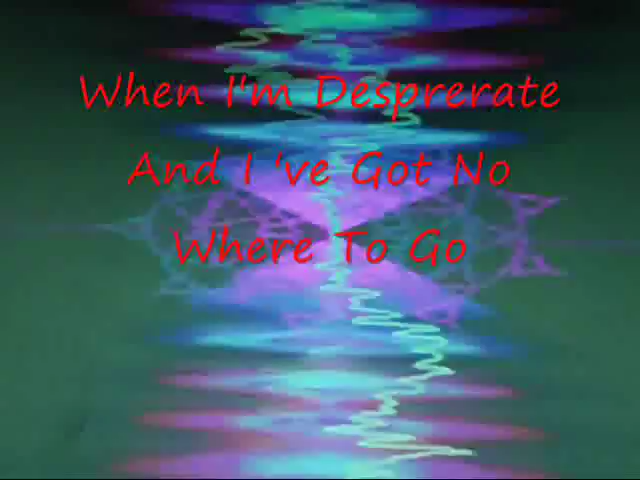 When I'm Desprerate
And I 've Got No
Where To Go